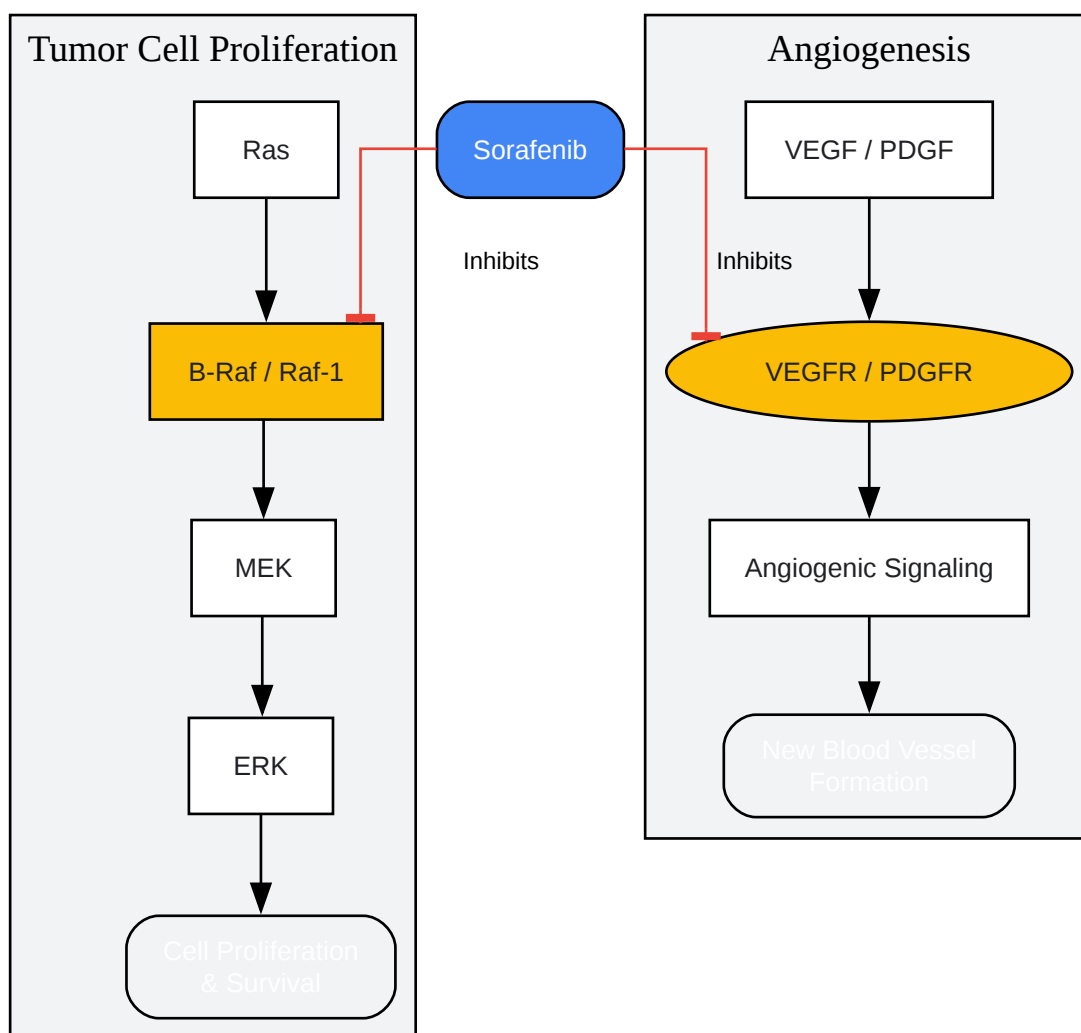 Tumor Cell Proliferation
Angiogenesis
Ras
Sorafenib
VEGF / PDGF
Inhibits
Inhibits
B-Raf / Raf-1
VEGFR / PDGFR
MEK
Angiogenic Signaling
ERK
New Blood Vessel
Formation
Cell Proliferation
& Survival